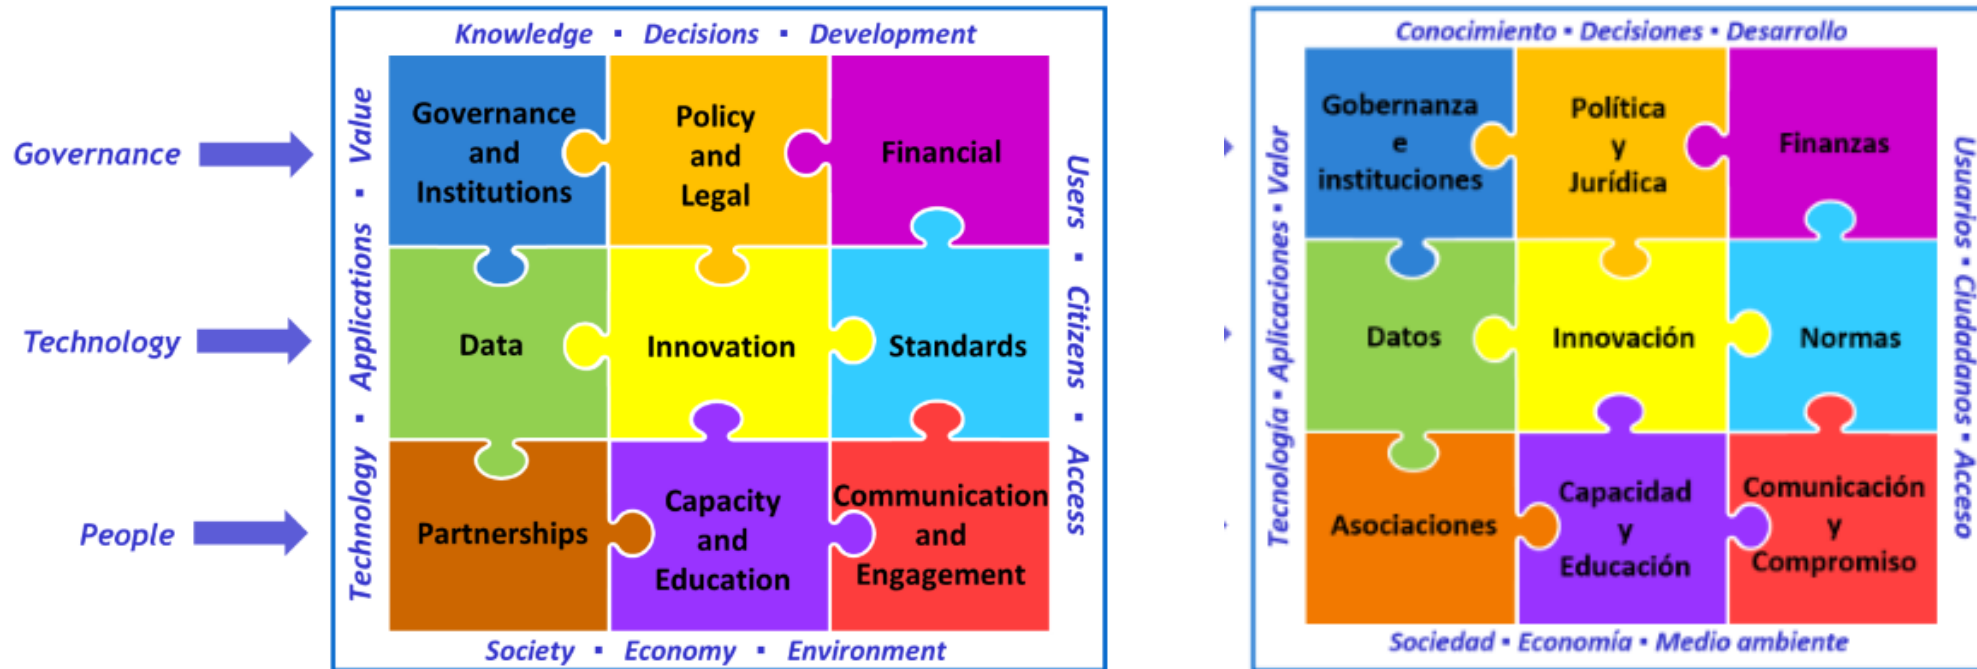 Knowledge ▪ Decisions ▪ Development
Governance
Technology
People
Technology ▪ Applications ▪ Value
Governance
and
Institutions
Policy
and
Legal
Financial
Data
Innovation
Standards
Partnerships
Capacity
and
Education
Communication
and
Engagement
Users ▪ Citizens ▪ Access
Society ▪ Economy ▪ Environment
Conocimiento ▪ Decisiones ▪ Desarrollo
Tecnología ▪ Aplicaciones ▪ Valor
Gobernanza
e
instituciones
Política
y
Jurídica
Finanzas
Datos
Innovación
Normas
Asociaciones
Capacidad
y
Educación
Comunicación
y
Compromiso
Usuarios ▪ Ciudadanos ▪ Acceso
Sociedad ▪ Economía ▪ Medio ambiente